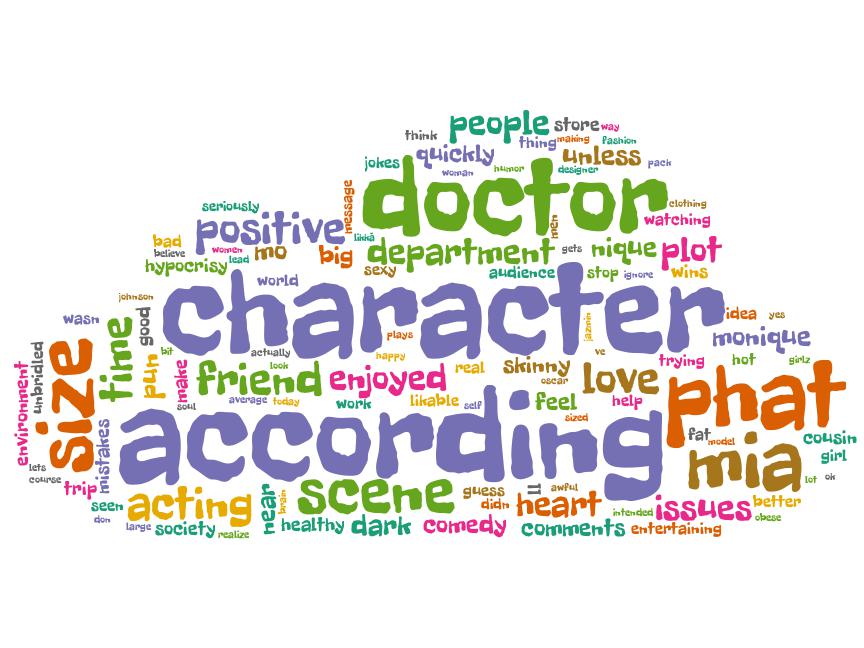 people
store
way
think
thing
making
fashion
jokes
quickly
unless
pack
woman
humor
designer
doctor
seriously
message
clothing
positive
men
watching
bad
women
likkã
believe
lead
mo
big
department
gets
nique
plot
hypocrisy
sexy
audience
stop
ignore
wins
world
johnson
character
wasn
good
idea
yes
plays
jazmin
monique
unbridled
time
bit
actually
happy
ve
trying
hot
girlz
environment
size
pun
make
look
friend
enjoyed
real
skinny
oscar
love
phat
soul
average
today
work
likable
self
feel
help
sized
according
mistakes
fat
model
cousin
girl
mia
lets
course
trip
lot
ok
seen
acting
near
brain
scene
guess
didn
ll
awful
heart
intended
issues
better
obese
don
large
society
realize
healthy
dark
comedy
comments
entertaining